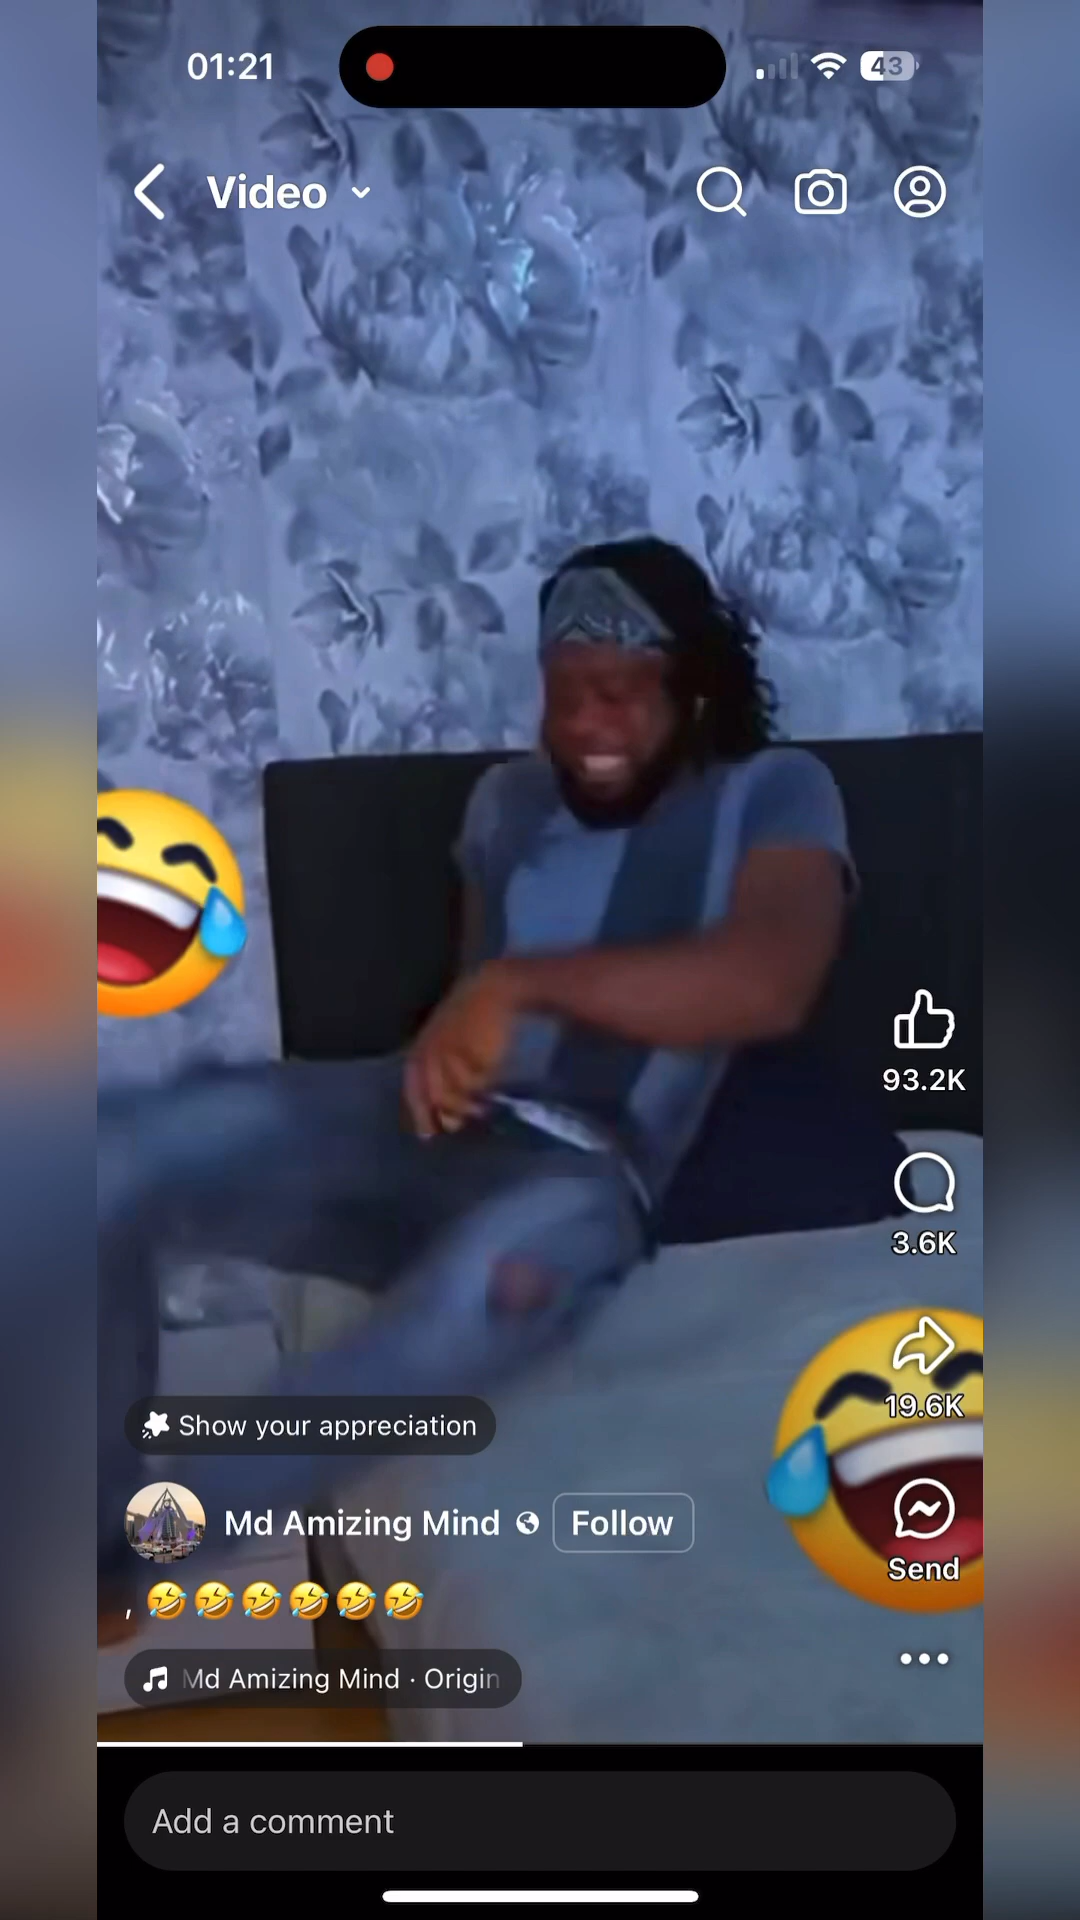 01:21
43
Video
93.2K
3.6K
19.6K
Show your appreciation
Md Amizing Mind
Follow
Send
, 🤣🤣🤣🤣🤣🤣
Md Amizing Mind · Origin
Add a comment